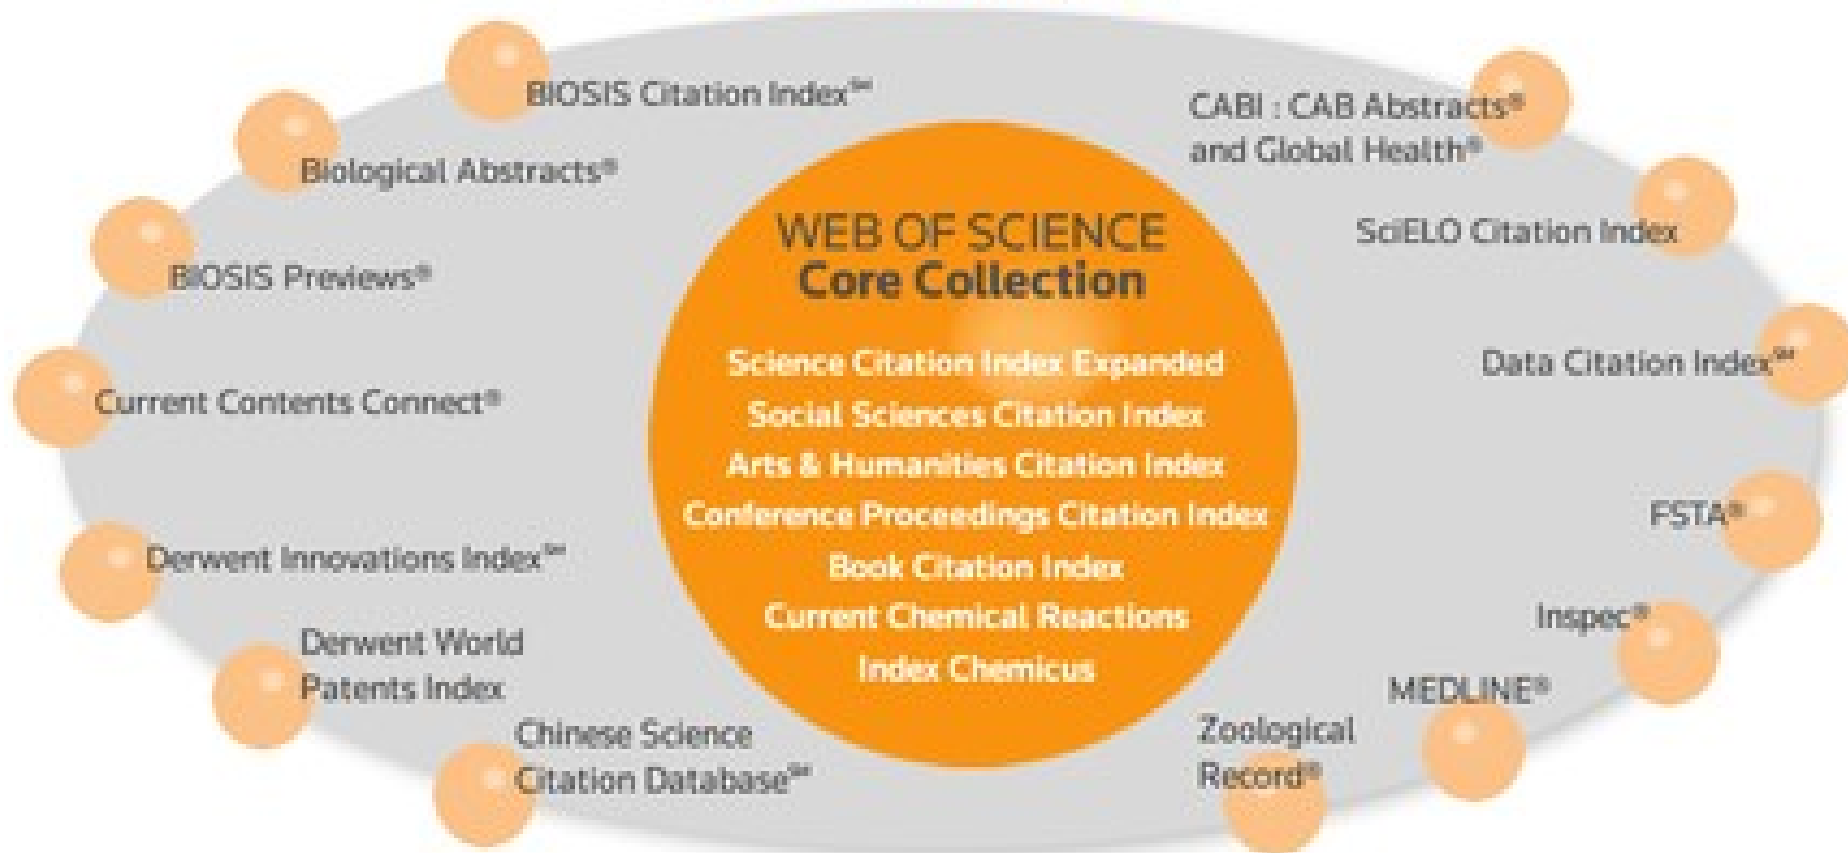 BIOSIS Citation Index℠
Biological Abstracts®
BIOSIS Previews®
Current Contents Connect®
Derwent Innovations Index℠
Derwent World
Patents Index
Chinese Science
Citation Database℠
WEB OF SCIENCE
Core Collection
Science Citation Index Expanded
Social Sciences Citation Index
Arts & Humanities Citation Index
Conference Proceedings Citation Index
Book Citation Index
Current Chemical Reactions
Index Chemicus
CABI : CAB Abstracts®
and Global Health®
SciELO Citation Index
Data Citation Index℠
FSTA®
Inspec®
MEDLINE®
Zoological
Record®